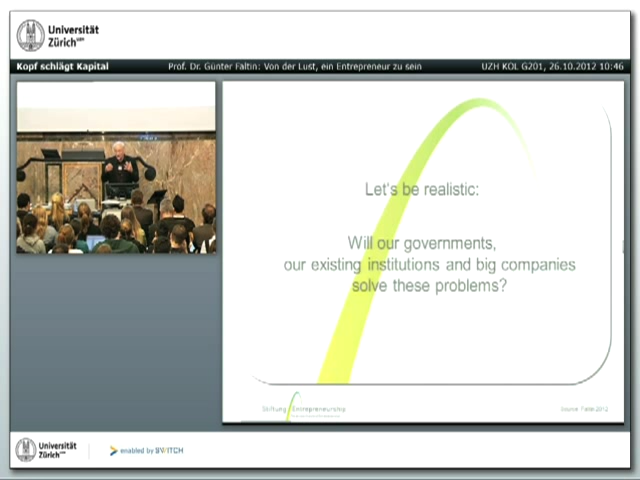 Universität
Zürich UZH
Kopf schlägt Kapital
Prof. Dr. Günter Faltin: Von der Lust, ein Entrepreneur zu sein
UZH KOL G201, 26.10.2012 10:46
Let's be realistic:
Will our governments,
our existing institutions and big companies
solve these problems?
Stiftung Entrepreneurship
Source: Faltin 2012
Universität
Zürich UZH
enabled by SWITCH